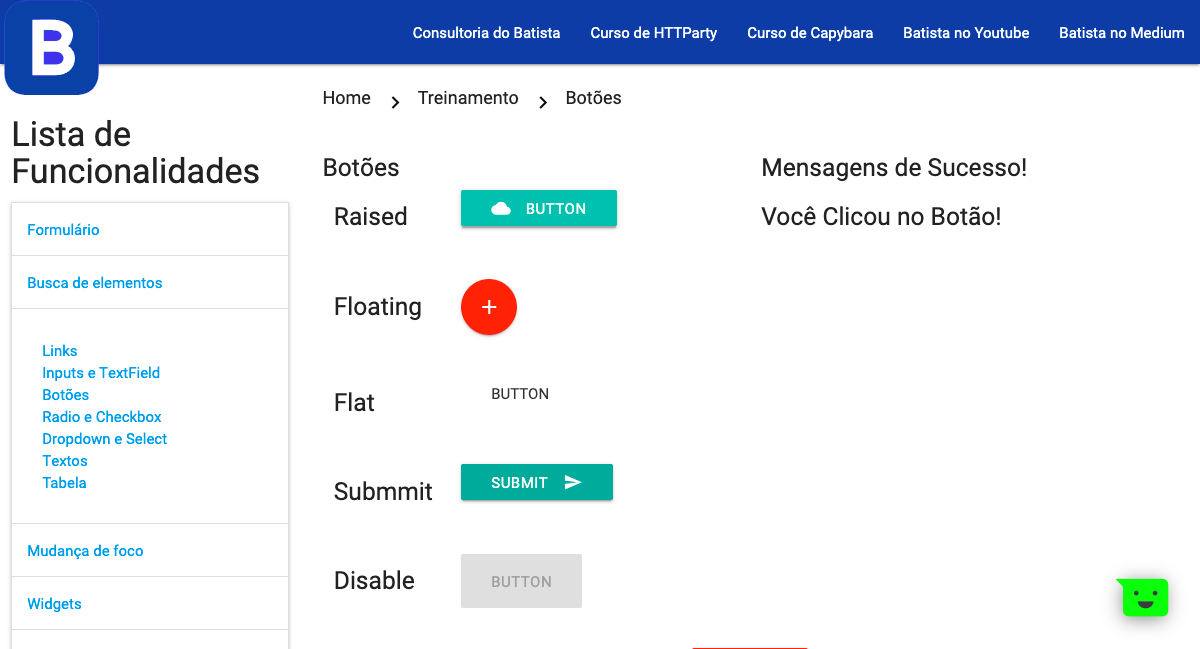 B
Consultoria do Batista Curso de HTTParty Curso de Capybara Batista no Youtube Batista no Medium
Home Treinamento Botões
Lista de
Funcionalidades
Formulário
Busca de elementos
Links
Inputs e TextField
Botões
Radio e Checkbox
Dropdown e Select
Textos
Tabela
Mudança de foco
Widgets
Botões
Raised BUTTON
Floating +
Flat BUTTON
Submmit SUBMIT
Disable BUTTON
Mensagens de Sucesso!
Você Clicou no Botão!